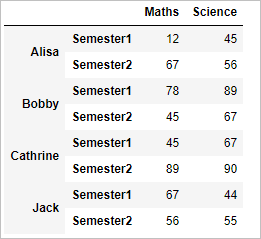 Maths Science
Alisa Semester1 12 45
Semester2 67 56
Bobby Semester1 78 89
Semester2 45 67
Cathrine Semester1 45 67
Semester2 89 90
Jack Semester1 67 44
Semester2 56 55